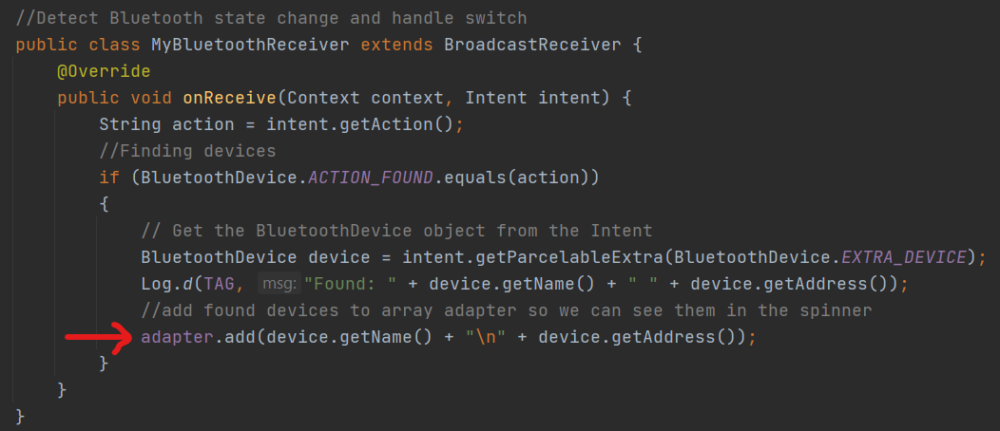 //Detect Bluetooth state change and handle switch
public class MyBluetoothReceiver extends BroadcastReceiver {
@Override
public void onReceive(Context context, Intent intent) {
String action = intent.getAction();
//Finding devices
if (BluetoothDevice.ACTION_FOUND.equals(action))
{
// Get the BluetoothDevice object from the Intent
BluetoothDevice device = intent.getParcelableExtra(BluetoothDevice.EXTRA_DEVICE);
Log.d(TAG, msg: "Found: " + device.getName() + " " + device.getAddress());
//add found devices to array adapter so we can see them in the spinner
adapter.add(device.getName() + "\n" + device.getAddress());
}
}
}